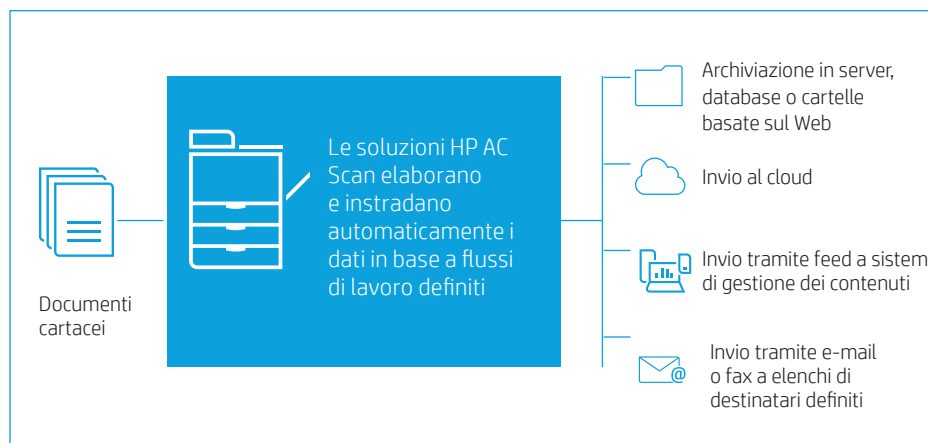 Documenti
cartacei
Le soluzioni HP AC
Scan elaborano
e instradano
automaticamente i
dati in base a flussi
di lavoro definiti
Archiviazione in server,
database o cartelle
basate sul Web
Invio al cloud
Invio tramite feed a sistem
di gestione dei contenuti
Invio tramite e-mail
o fax a elenchi di
destinatari definiti
@